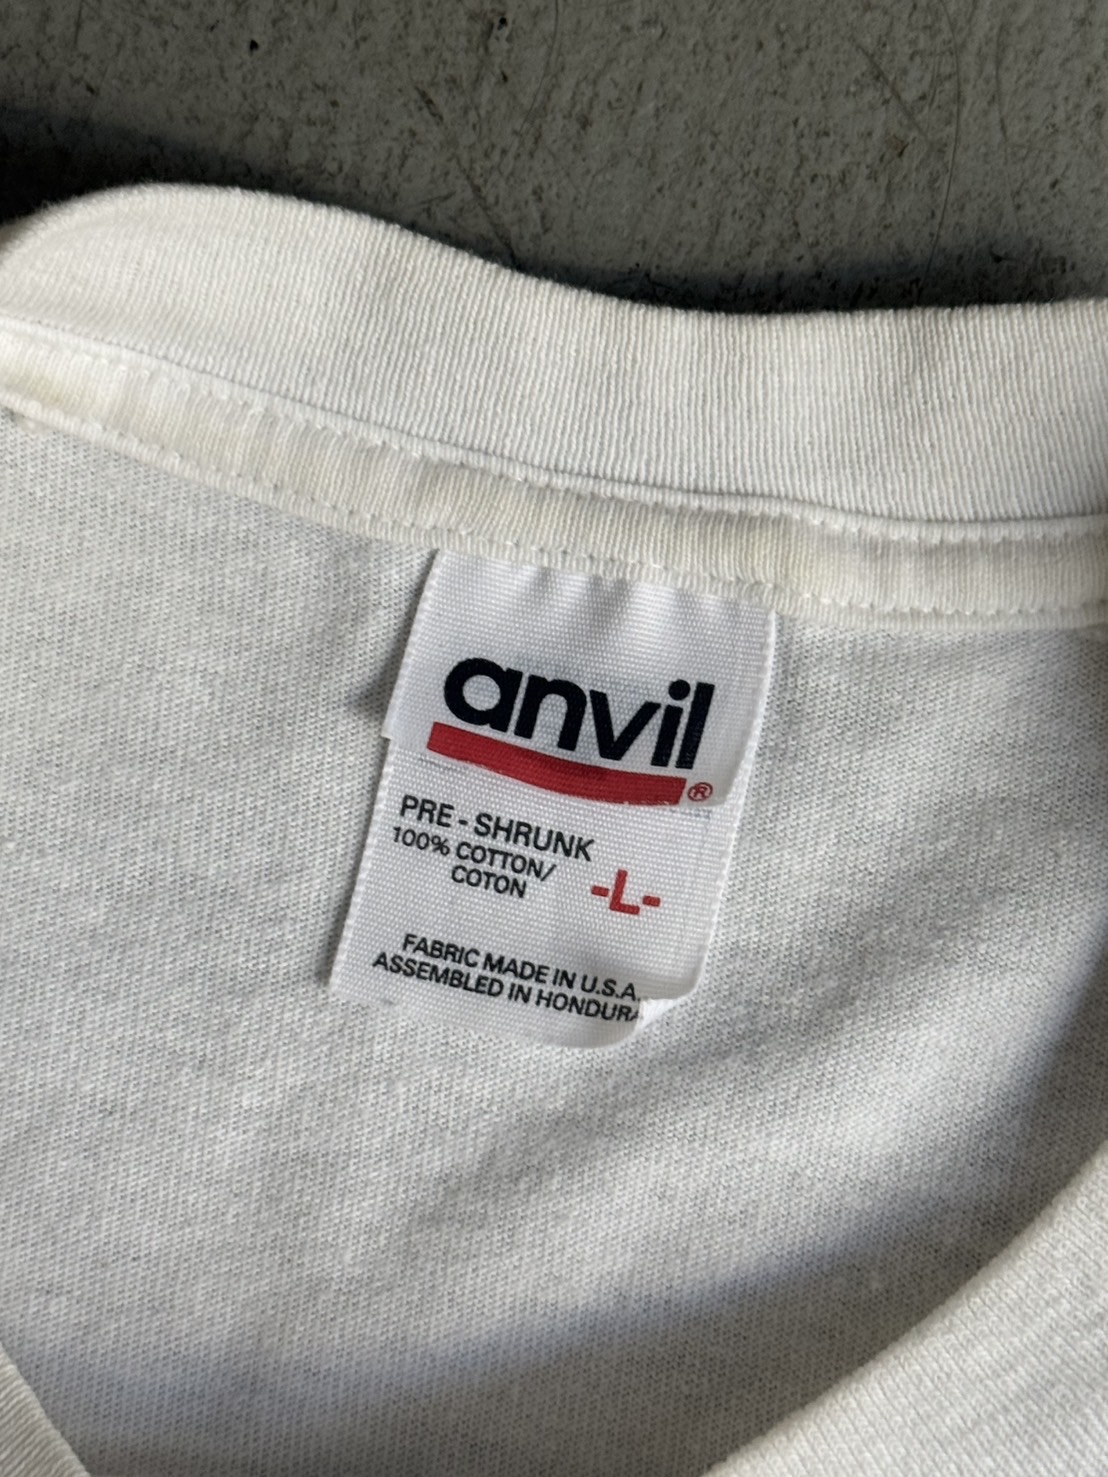 anvil®
PRE-SHRUNK
100% COTTON/
COTON
-L-
FABRIC MADE IN U.S.A.
ASSEMBLED IN HONDURA